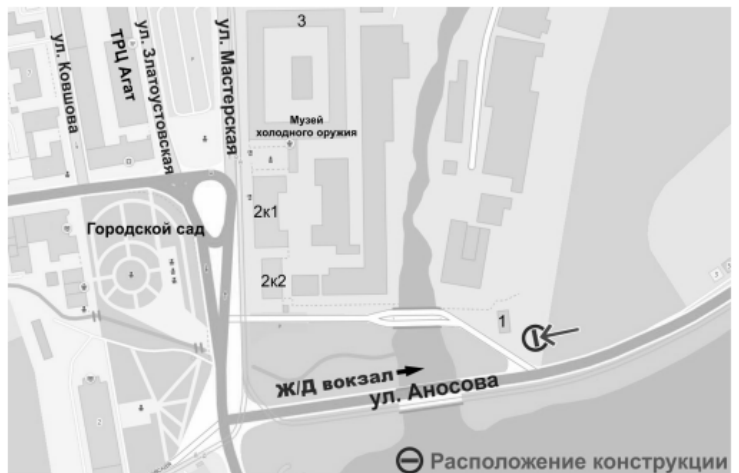 3
ул. Ковшова
ТРЦ Агат
ул. Златоустовская
ул. Мастерская
Музей
холодного оружия
2к1
Городской сад
2к2
1
Ж/Д вокзал
ул. Аносова
Расположение конструкции